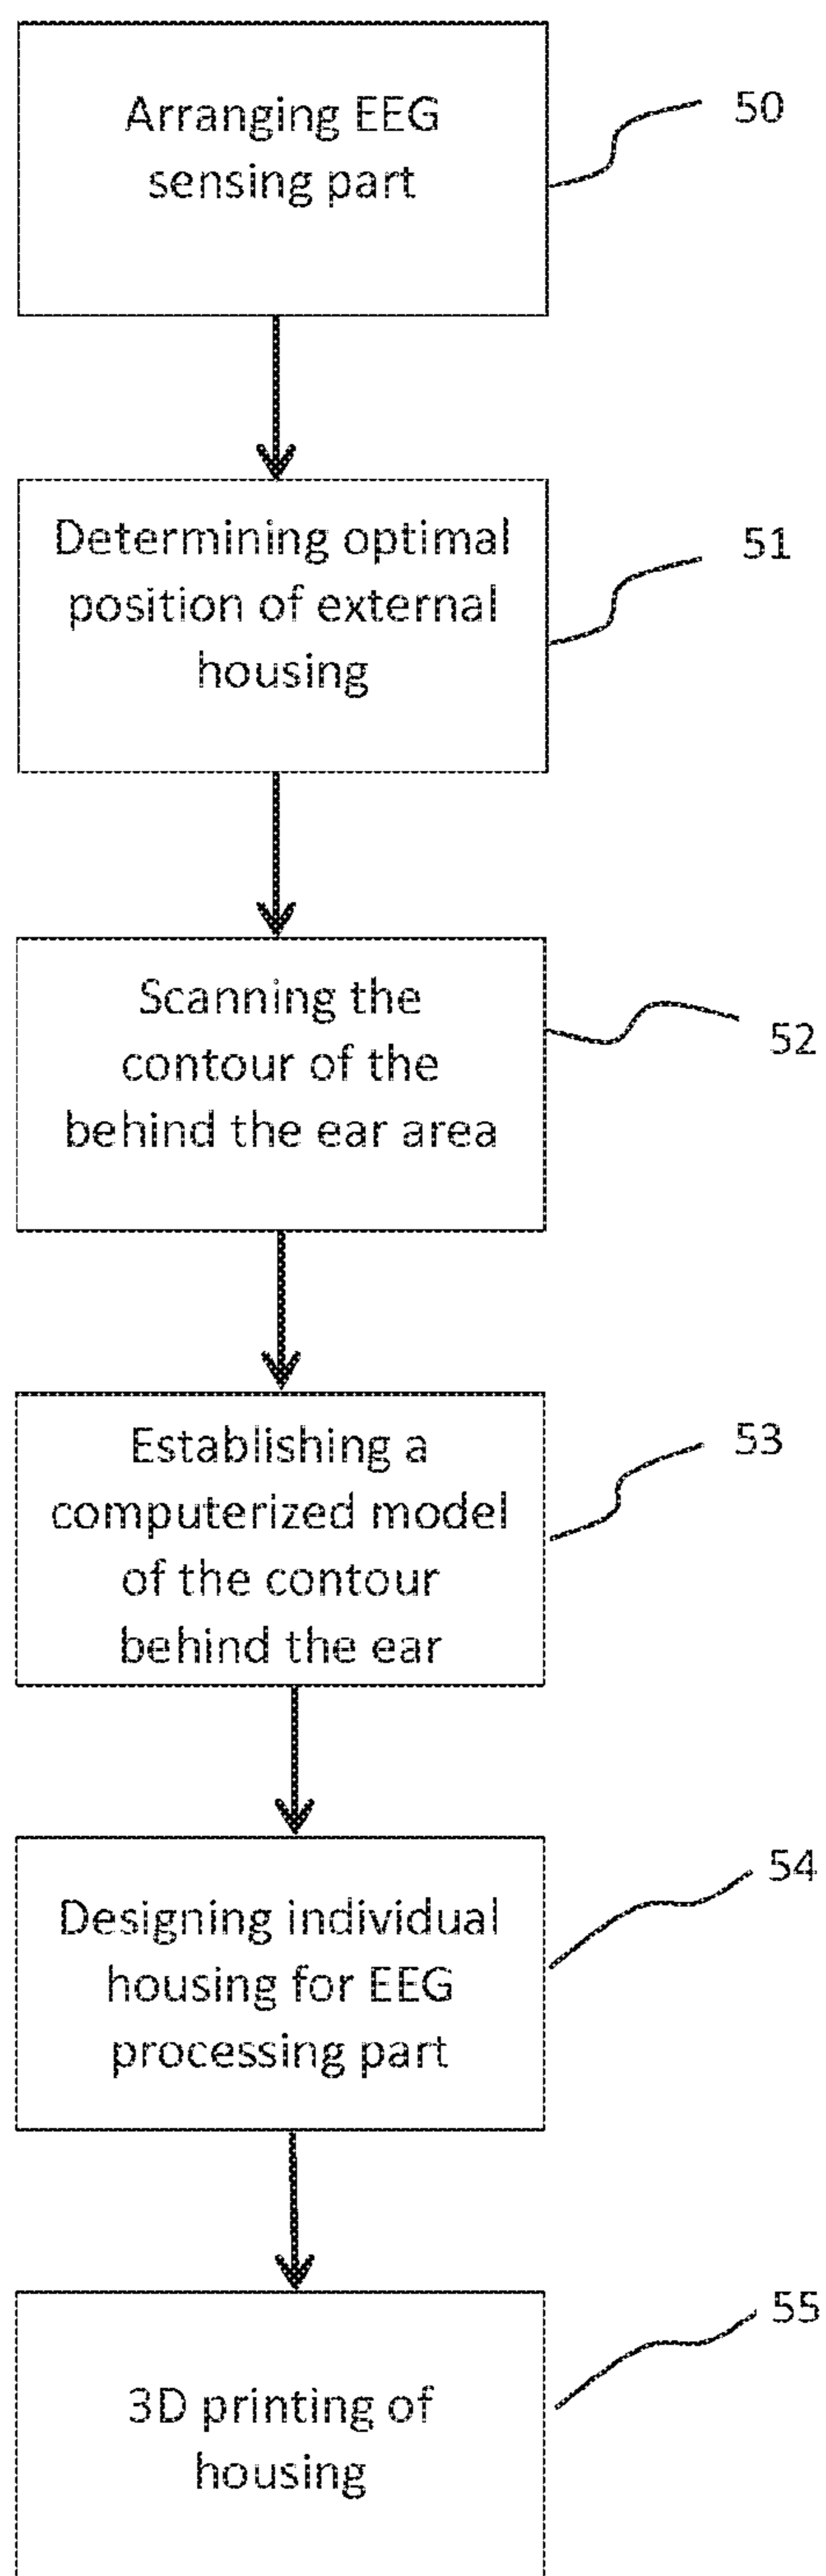 Arranging EEG
sensing part
50
Determining optimal
position of external
housing
51
Scanning the
contour of the
behind the ear area
52
Establishing a
computerized model
of the contour
behind the ear
53
Designing individual
housing for EEG
processing part
54
3D printing of
housing
55